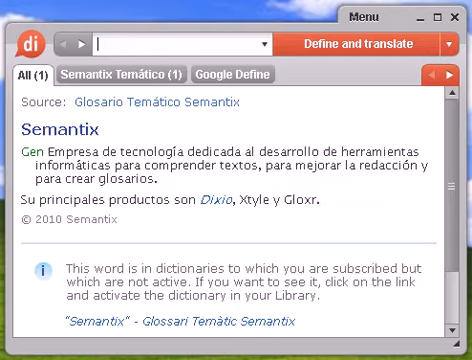 Menu
di
Define and translate
All (1)
Semantix Temático (1)
Google Define
Source: Glosario Temático Semantix
Semantix
Gen Empresa de tecnología dedicada al desarrollo de herramientas
informáticas para comprender textos, para mejorar la redacción y
para crear glosarios.
Su principales productos son Dixio, Xtyle y Gloxr.
© 2010 Semantix
i
This word is in dictionaries to which you are subscribed but
which are not active. If you want to see it, click on the link
and activate the dictionary in your Library.
"Semantix" - Glossari Temàtic Semantix